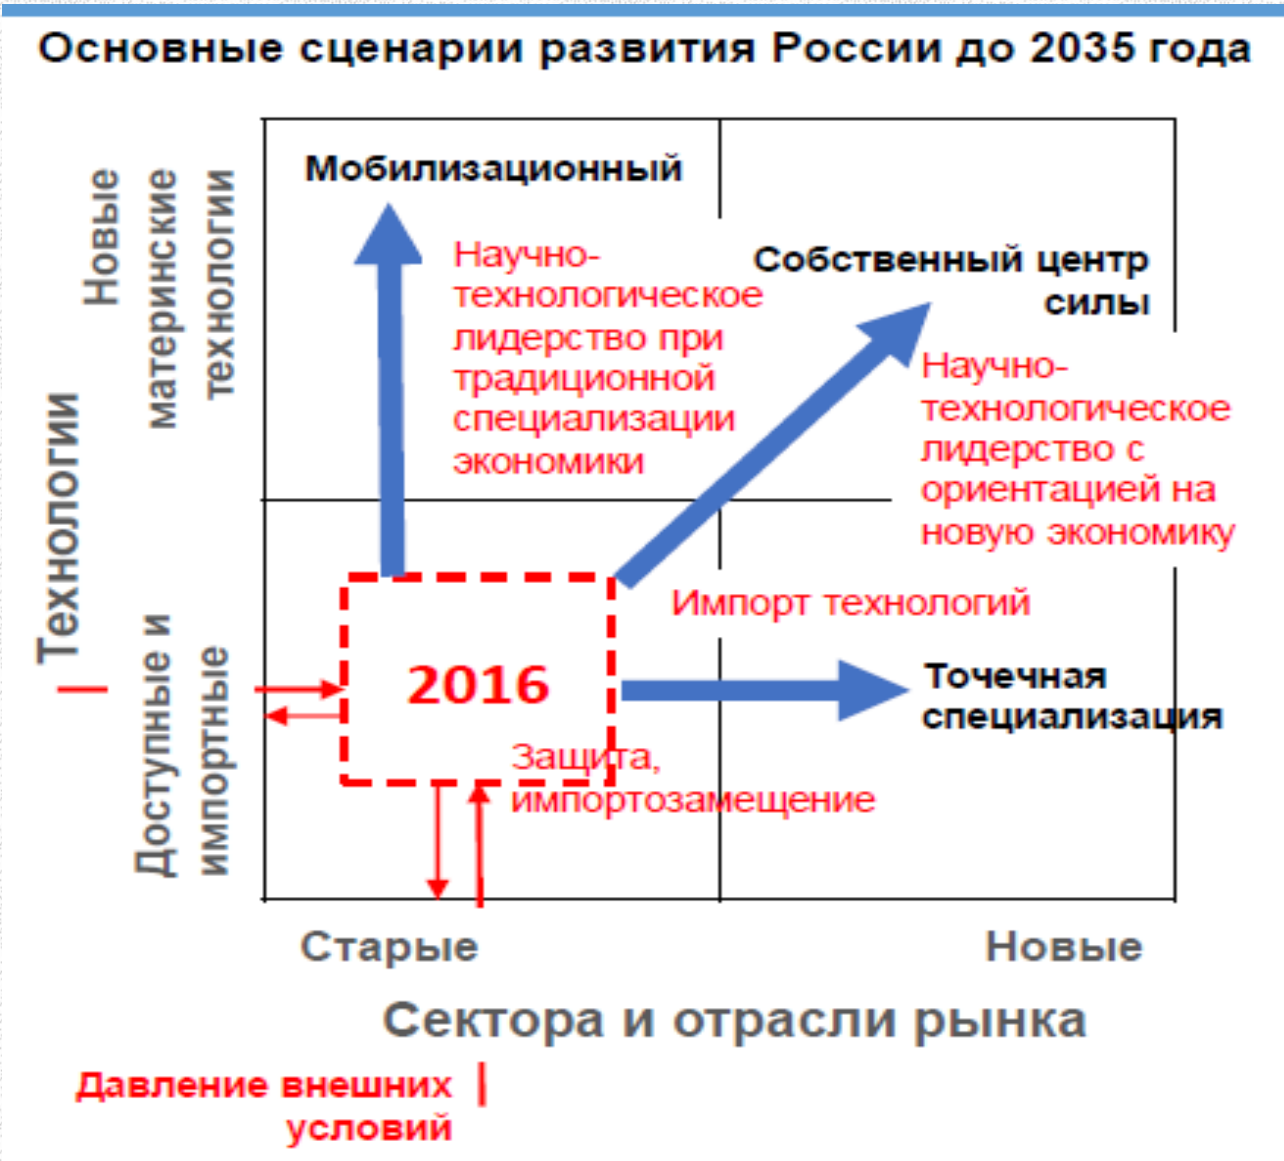 Основные сценарии развития России до 2035 года
Мобилизационный
Научно-
технологическое
лидерство при
традиционной
специализации
экономики
Собственный центр
силы
Научно-
технологическое
лидерство с
ориентацией на
новую экономику
Импорт технологий
Точечная
специализация
2016
Защита,
импортозамещение
Технологии
Новые
материнские
технологии
Доступные и
импортные
Старые
Новые
Сектора и отрасли рынка
Давление внешних
условий